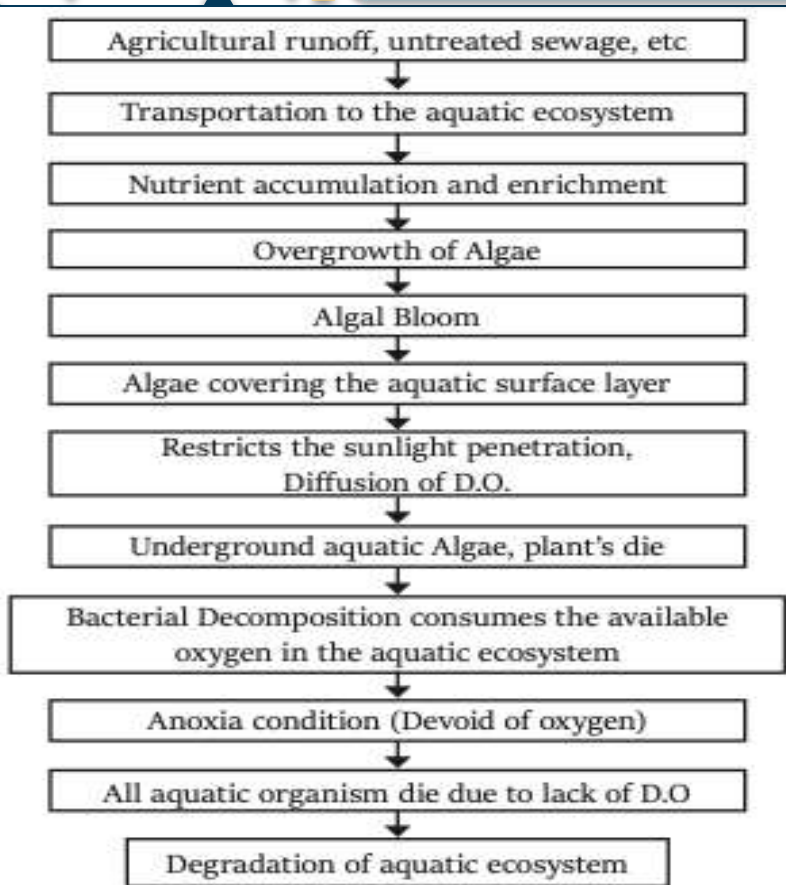 Agricultural runoff, untreated sewage, etc
Transportation to the aquatic ecosystem
Nutrient accumulation and enrichment
Overgrowth of Algae
Algal Bloom
Algae covering the aquatic surface layer
Restricts the sunlight penetration,
Diffusion of D.O.
Underground aquatic Algae, plant's die
Bacterial Decomposition consumes the available
oxygen in the aquatic ecosystem
Anoxia condition (Devoid of oxygen)
All aquatic organism die due to lack of D.O
Degradation of aquatic ecosystem